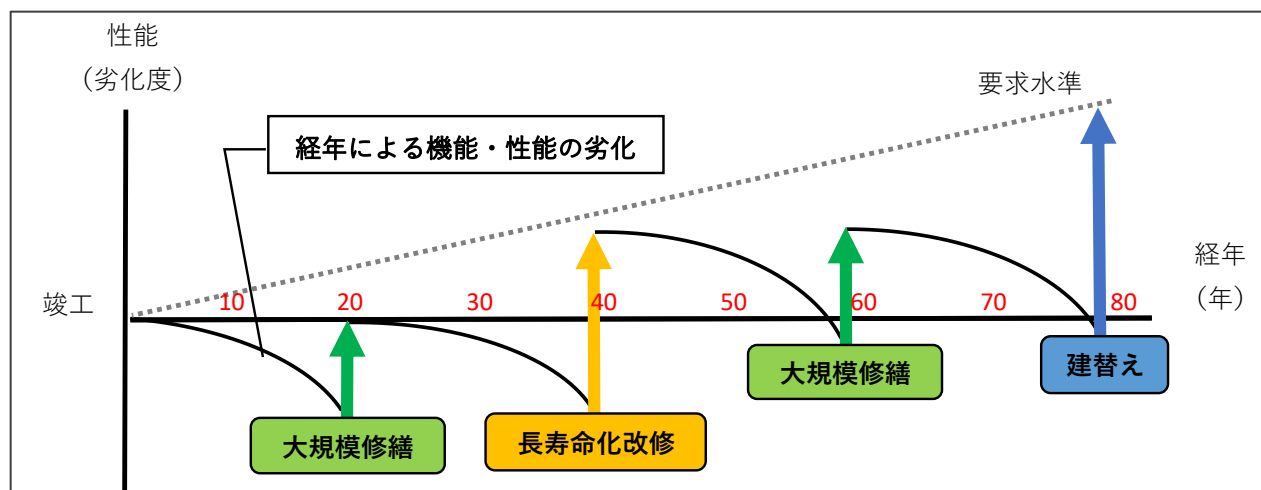 性能
（劣化度）
要求水準
経年による機能・性能の劣化
経年
（年）
竣工
10
20
30
40
50
60
70
80
大規模修繕
長寿命化改修
大規模修繕
建替え